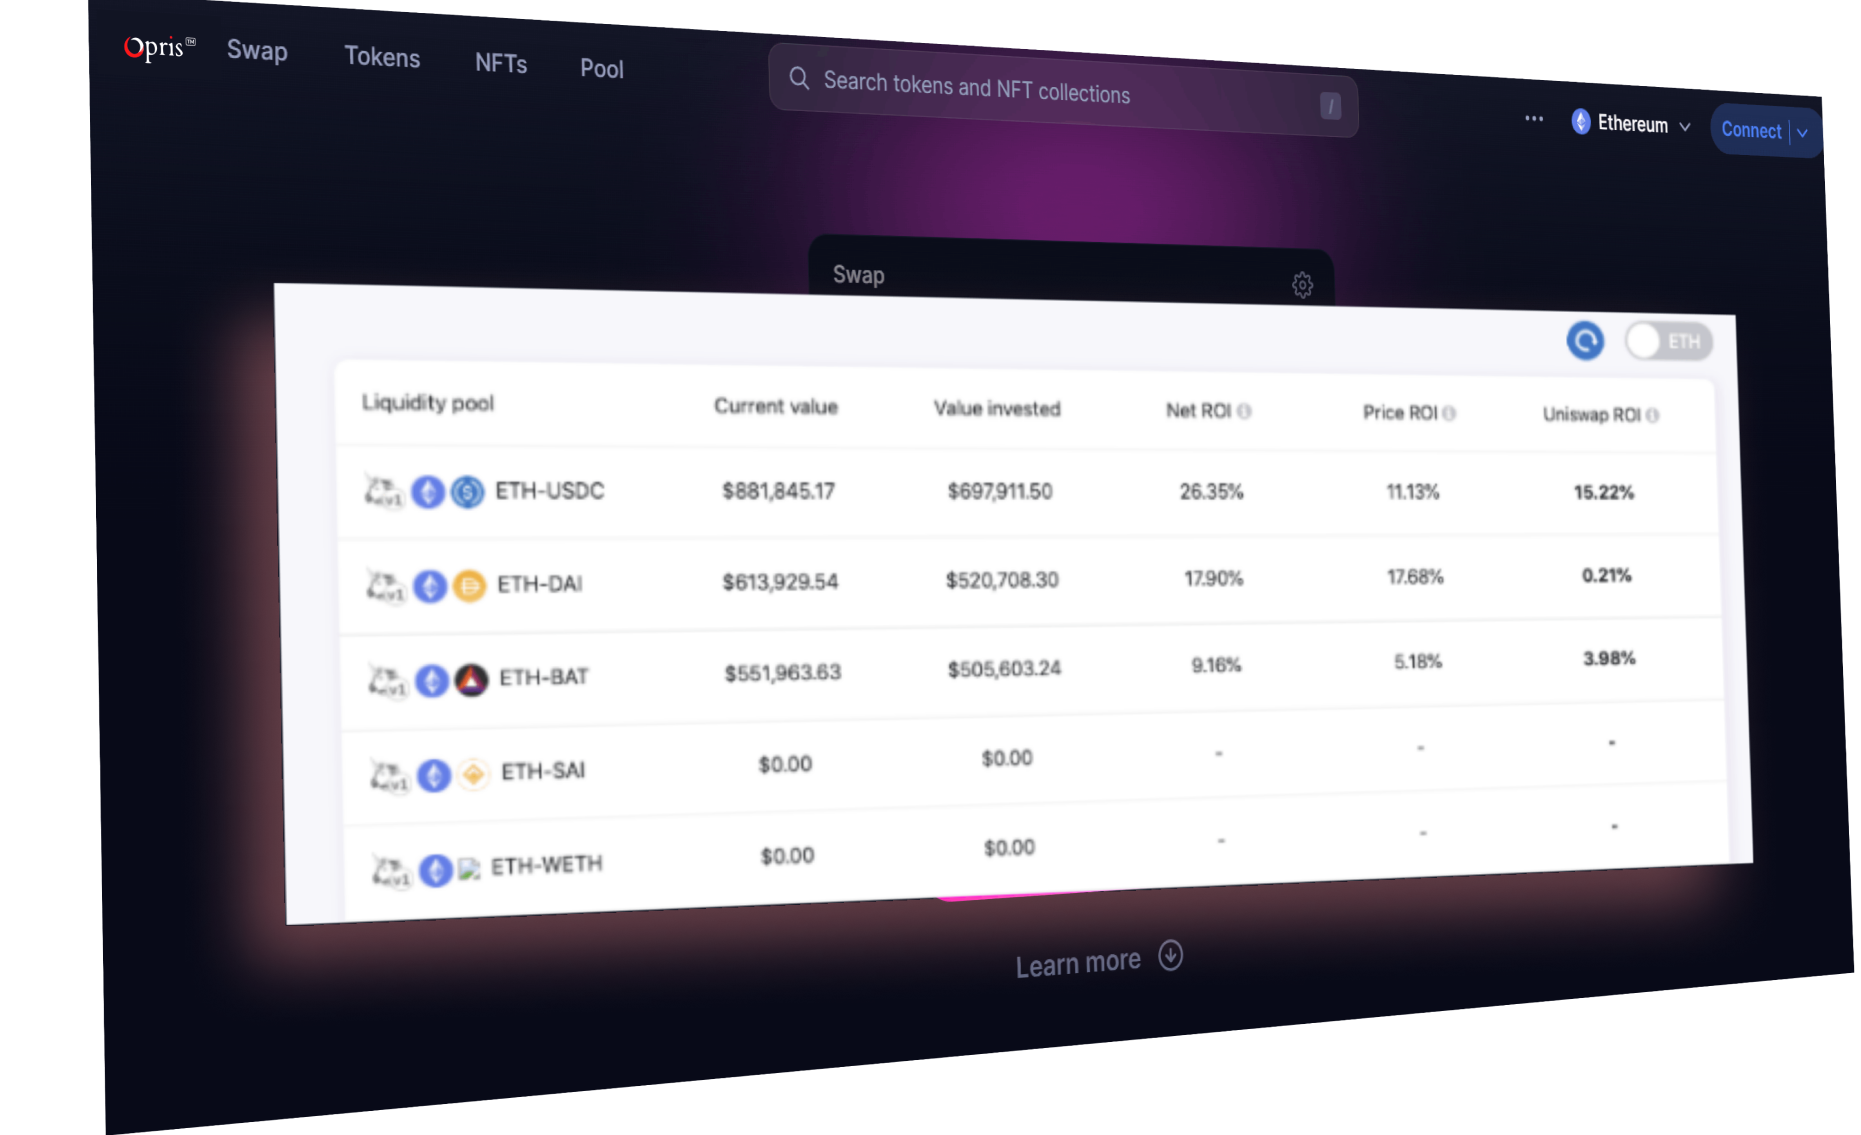 Opris™ Swap Tokens NFTs Pool Search tokens and NFT collections / ... Ethereum Connect
Swap
ETH
Liquidity pool Current value Value invested Net ROI Price ROI Uniswap ROI
v1 ETH-USDC $881,845.17 $697,911.50 26.35% 11.13% 15.22%
v1 ETH-DAI $613,929.54 $520,708.30 17.90% 17.68% 0.21%
v1 ETH-BAT $551,963.63 $505,603.24 9.16% 5.18% 3.98%
v1 ETH-SAI $0.00 $0.00 - - -
v1 ETH-WETH $0.00 $0.00 - - -
Learn more